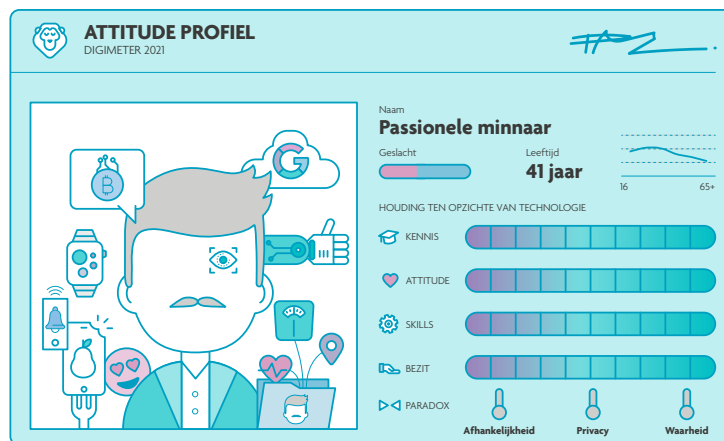 ATTITUDE PROFIEL
DIGIMETER 2021
Naam
Passionele minnaar
Geslacht
Leeftijd
41 jaar
16
65+
HOUDING TEN OPZICHTE VAN TECHNOLOGIE
KENNIS
ATTITUDE
SKILLS
BEZIT
PARADOX
Afhankelijkheid
Privacy
Waarheid